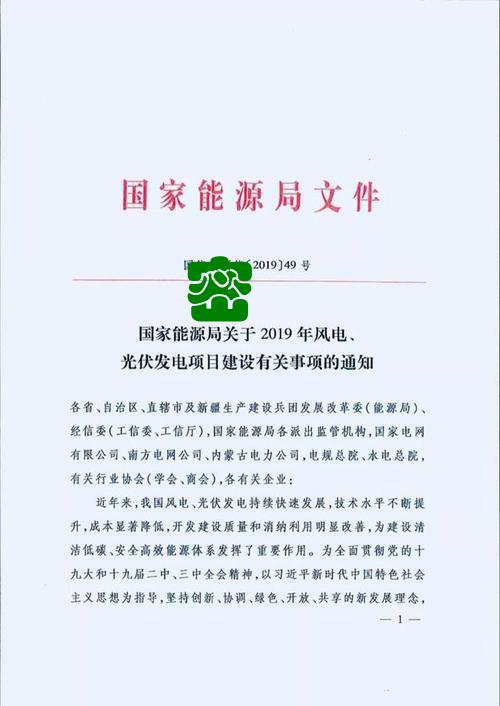 国家能源局文件
〔2019〕49 号
国家能源局关于 2019 年风电、
光伏发电项目建设有关事项的通知
各省、自治区、直辖市及新疆生产建设兵团发展改革委(能源局)、
经信委(工信委、工信厅),国家能源局各派出监管机构,国家电网
有限公司、南方电网公司、内蒙古电力公司,电规总院、水电总院,
有关行业协会(学会、商会),各有关企业:
近年来,我国风电、光伏发电持续快速发展,技术水平不断提
升,成本显著降低,开发建设质量和消纳利用明显改善,为建设清
洁低碳、安全高效能源体系发挥了重要作用。为全面贯彻党的十
九大和十九届二中、三中全会精神,以习近平新时代中国特色社会
主义思想为指导,坚持创新、协调、绿色、开放、共享的新发展理念,
— 1 —